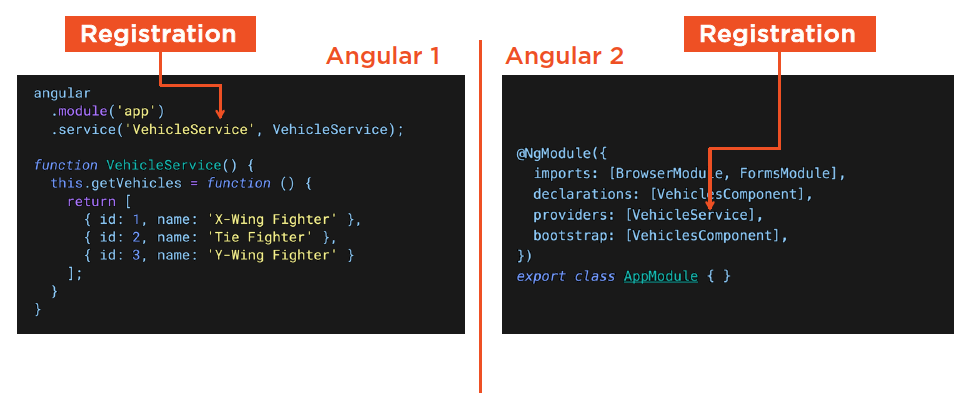 Registration
Angular 1
angular
.module('app')
.service('VehicleService', VehicleService);
function VehicleService() {
this.getVehicles = function () {
return [
{ id: 1, name: 'X-Wing Fighter' },
{ id: 2, name: 'Tie Fighter' },
{ id: 3, name: 'Y-Wing Fighter' }
];
}
}
Registration
Angular 2
@NgModule({
imports: [BrowserModule, FormsModule],
declarations: [VehiclesComponent],
providers: [VehicleService],
bootstrap: [VehiclesComponent],
})
export class AppModule { }